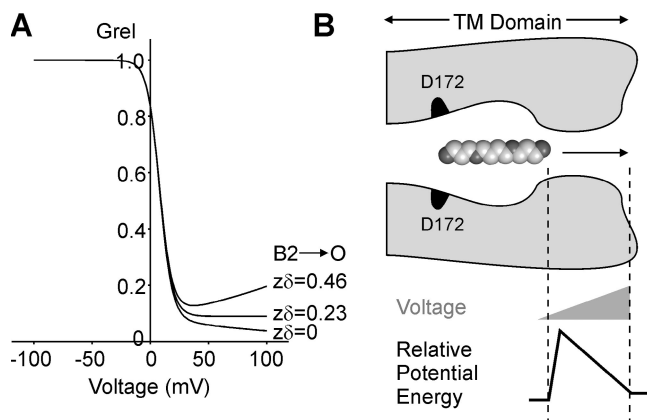 A
Grel
1.0
0.8
0.6
0.4
0.2
0
-100
-50
0
50
100
Voltage (mV)
B2→O
zδ=0.46
zδ=0.23
zδ=0
B
TM Domain
D172
D172
Voltage
Relative
Potential
Energy